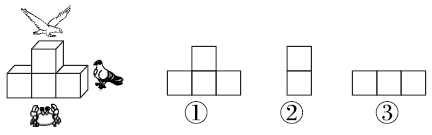 ① ② ③